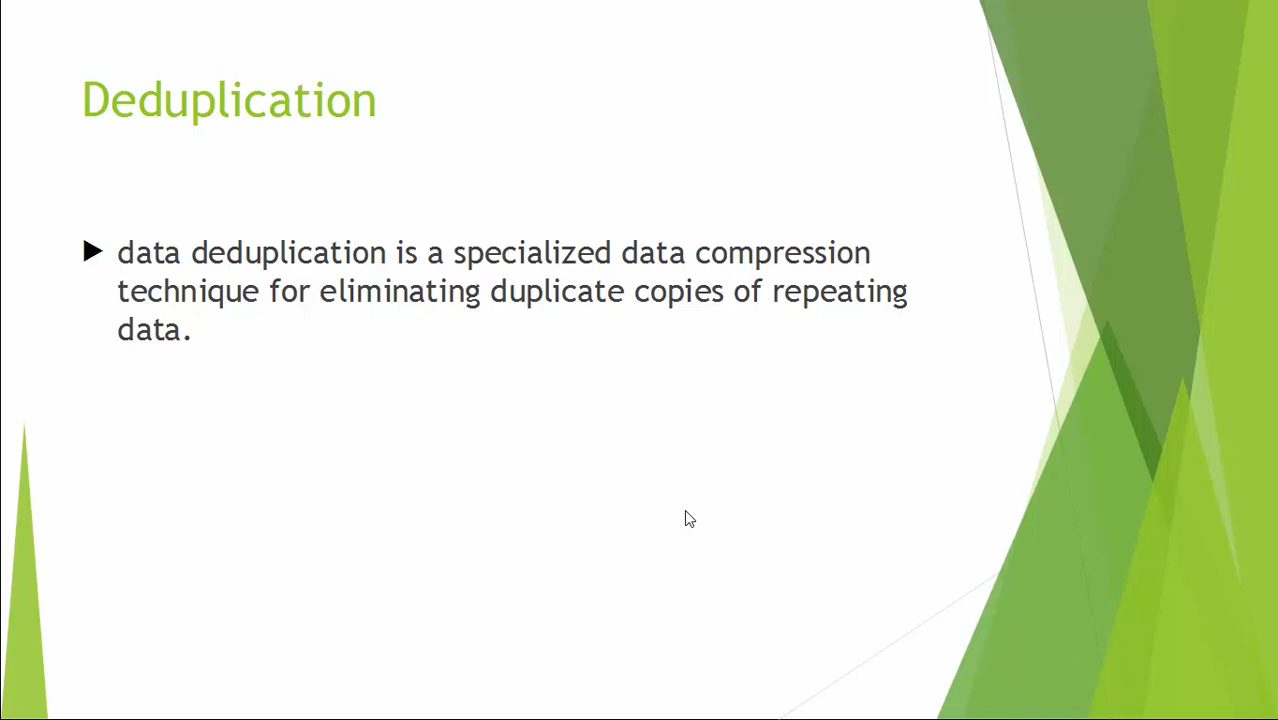 Deduplication
data deduplication is a specialized data compression
technique for eliminating duplicate copies of repeating
data.